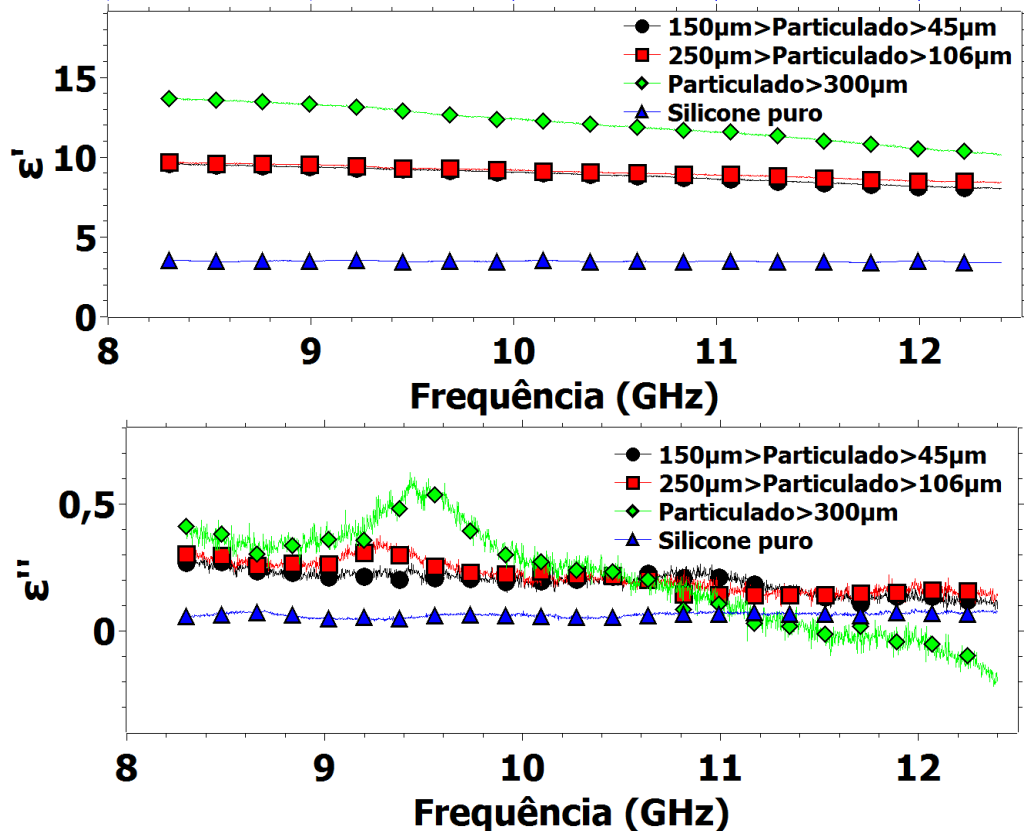 150µm>Particulado>45µm
250µm>Particulado>106µm
Particulado>300µm
Silicone puro
15
10
5
0
ε'
8 9 10 11 12
Frequência (GHz)
150µm>Particulado>45µm
250µm>Particulado>106µm
Particulado>300µm
Silicone puro
0,5
0
ε''
8 9 10 11 12
Frequência (GHz)